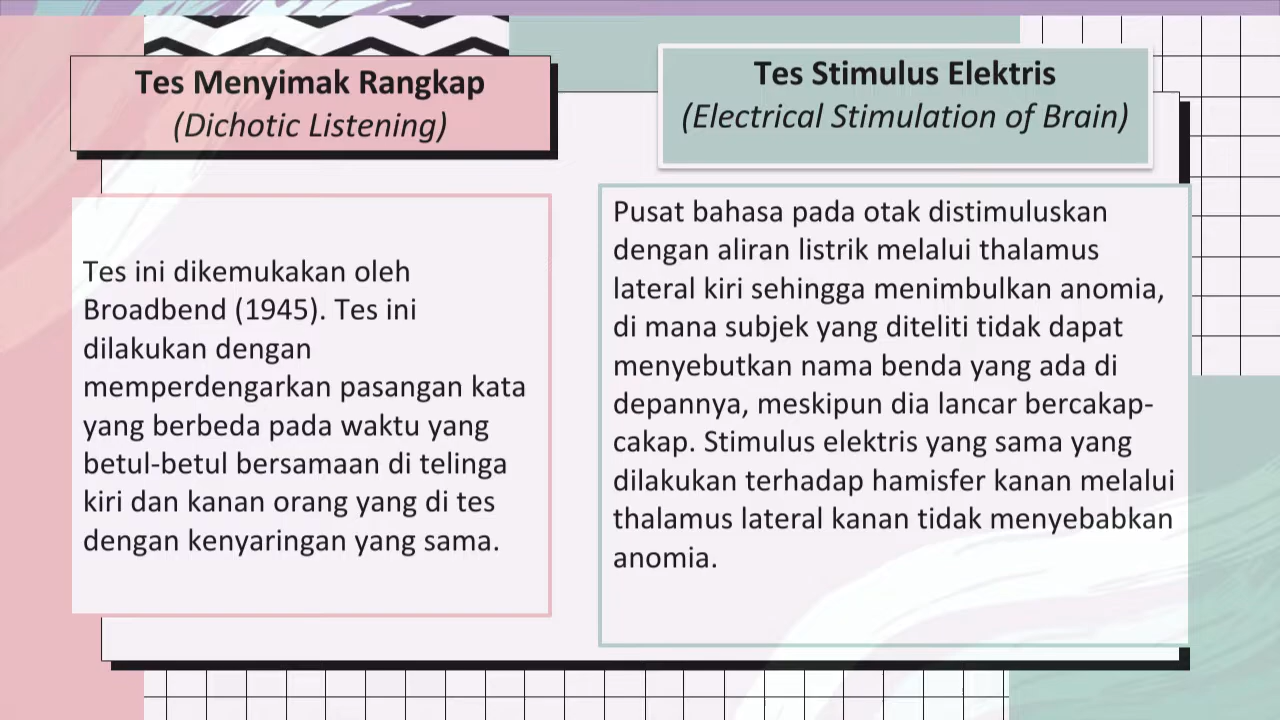 Tes Menyimak Rangkap
(Dichotic Listening)
Tes ini dikemukakan oleh
Broadbend (1945). Tes ini
dilakukan dengan
memperdengarkan pasangan kata
yang berbeda pada waktu yang
betul-betul bersamaan di telinga
kiri dan kanan orang yang di tes
dengan kenyaringan yang sama.
Tes Stimulus Elektris
(Electrical Stimulation of Brain)
Pusat bahasa pada otak distimuluskan
dengan aliran listrik melalui thalamus
lateral kiri sehingga menimbulkan anomia,
di mana subjek yang diteliti tidak dapat
menyebutkan nama benda yang ada di
depannya, meskipun dia lancar bercakap-
cakap. Stimulus elektris yang sama yang
dilakukan terhadap hamisfer kanan melalui
thalamus lateral kanan tidak menyebabkan
anomia.